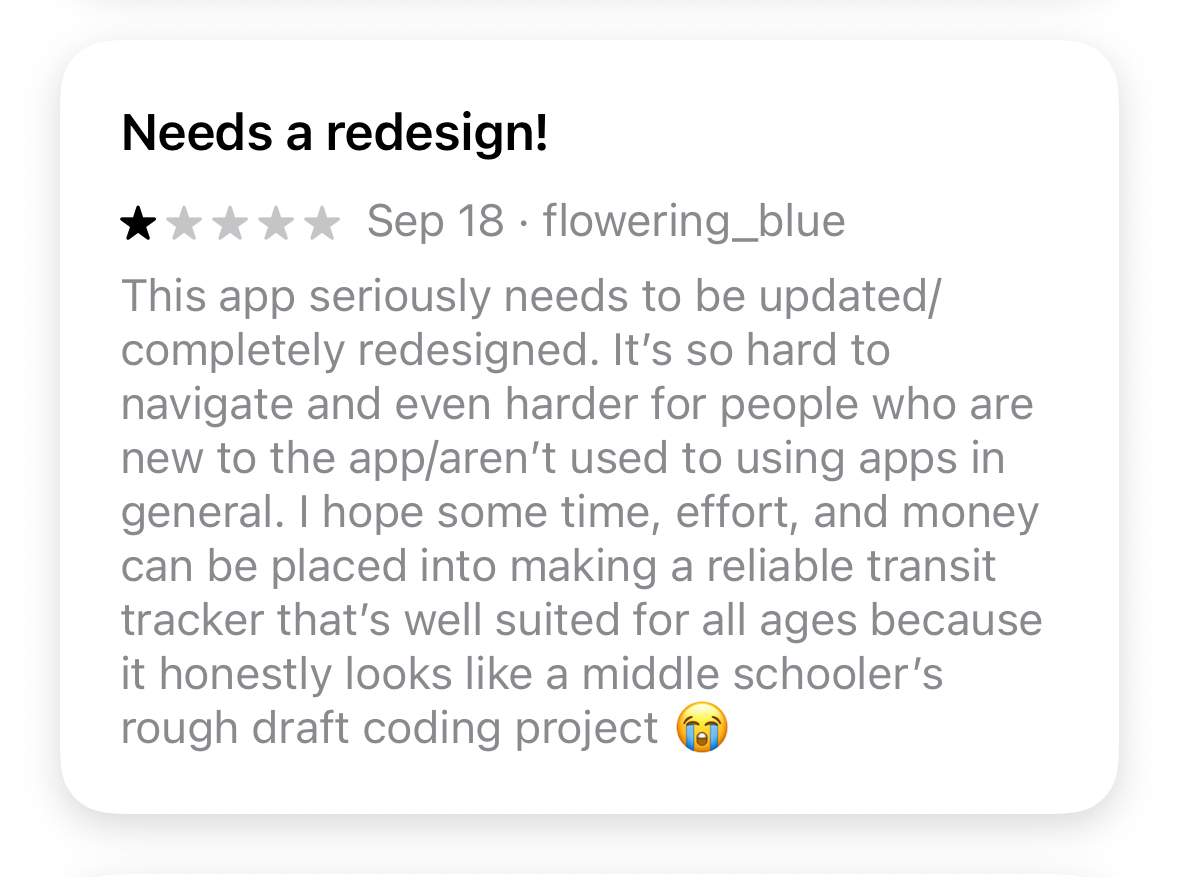 Needs a redesign!
Sep 18 · flowering_blue
This app seriously needs to be updated/
completely redesigned. It’s so hard to
navigate and even harder for people who are
new to the app/aren’t used to using apps in
general. I hope some time, effort, and money
can be placed into making a reliable transit
tracker that’s well suited for all ages because
it honestly looks like a middle schooler’s
rough draft coding project 😭